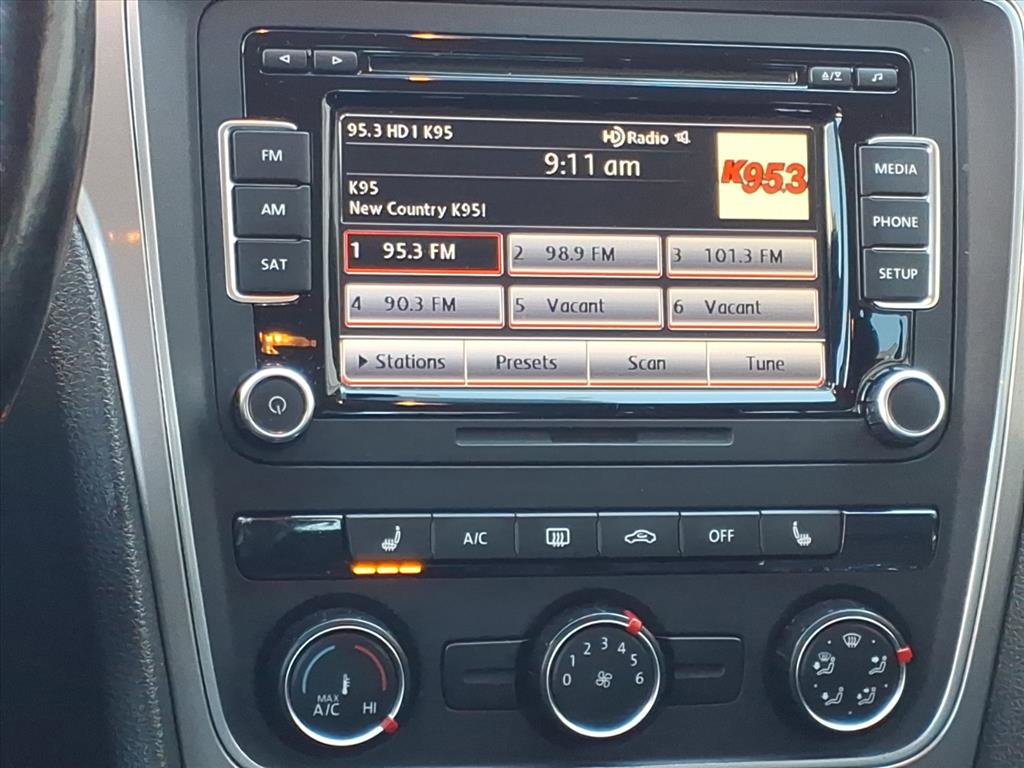 95.3 HD1 K95
HD Radio
9:11 am
K95.3
K95
New Country K95!
1 95.3 FM
2 98.9 FM
3 101.3 FM
4 90.3 FM
5 Vacant
6 Vacant
Stations
Presets
Scan
Tune
FM
AM
SAT
MEDIA
PHONE
SETUP
A/C
OFF
MAX
A/C
HI
0 1 2 3 4 5 6